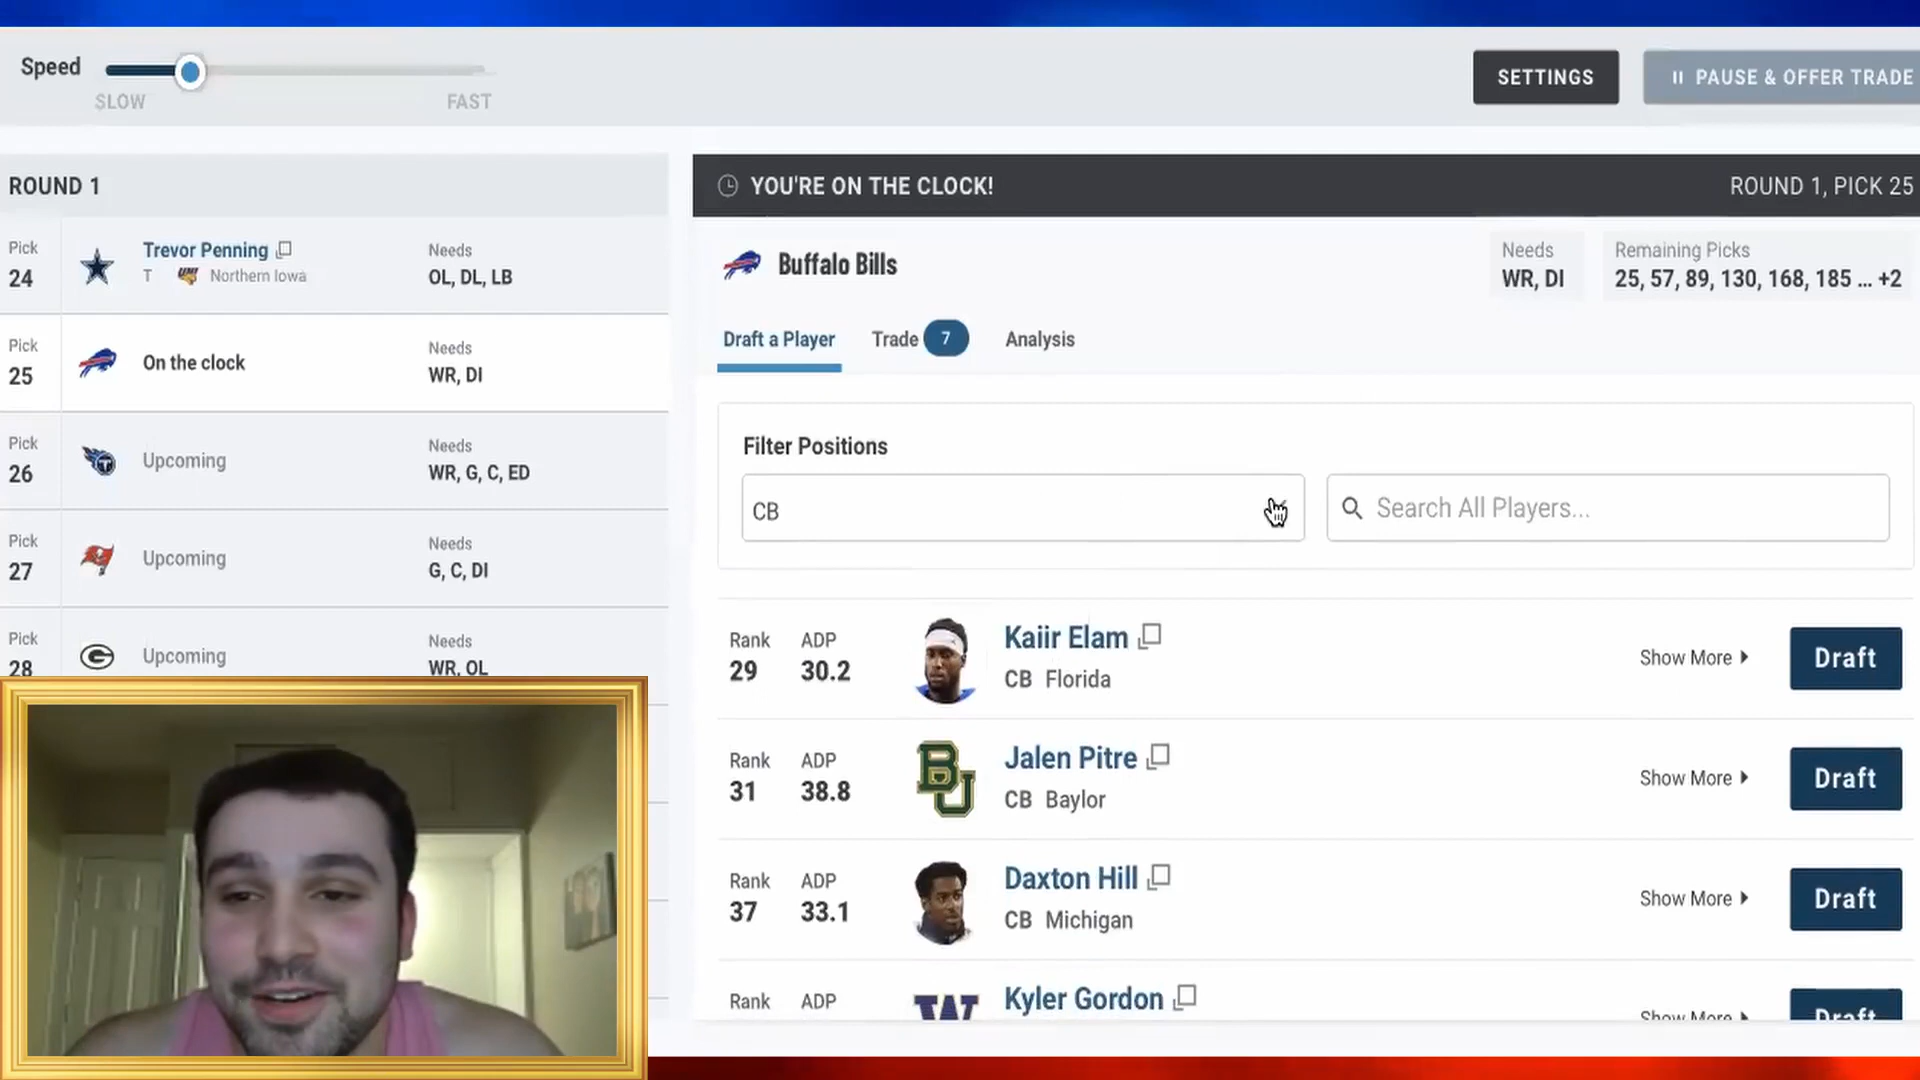 Speed
SLOW
FAST
SETTINGS
PAUSE & OFFER TRADE
ROUND 1
Pick
24
Trevor Penning
T
UNI
Northern Iowa
Needs
OL, DL, LB
Pick
25
On the clock
Needs
WR, DI
Pick
26
Upcoming
Needs
WR, G, C, ED
Pick
27
Upcoming
Needs
G, C, DI
Pick
28
Upcoming
Needs
WR, OL
YOU'RE ON THE CLOCK!
ROUND 1, PICK 25
Buffalo Bills
Needs
WR, DI
Remaining Picks
25, 57, 89, 130, 168, 185 ... +2
Draft a Player
Trade 7
Analysis
Filter Positions
CB
Search All Players...
Rank
29
ADP
30.2
Kaiir Elam
CB Florida
Show More
Draft
Rank
31
ADP
38.8
BU
Jalen Pitre
CB Baylor
Show More
Draft
Rank
37
ADP
33.1
Daxton Hill
CB Michigan
Show More
Draft
Rank
ADP
W
Kyler Gordon
Show More
Draft